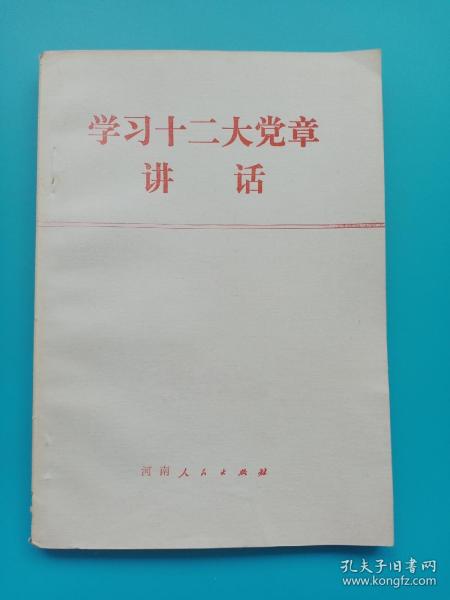 学习十二大党章
讲 话
河南人民出版社
孔夫子旧书网
www.kongfz.com